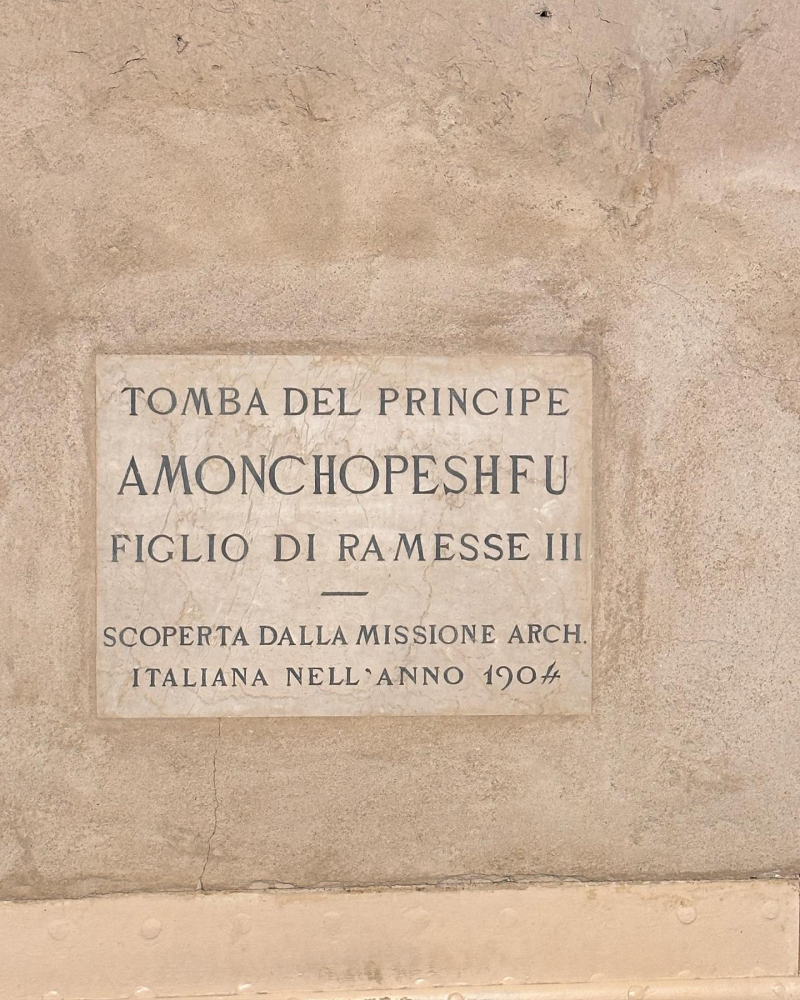 TOMBA DEL PRINCIPE
AMONCHOPESHFU
FIGLIO DI RAMESSE III
SCOPERTA DALLA MISSIONE ARCH.
ITALIANA NELL'ANNO 1904